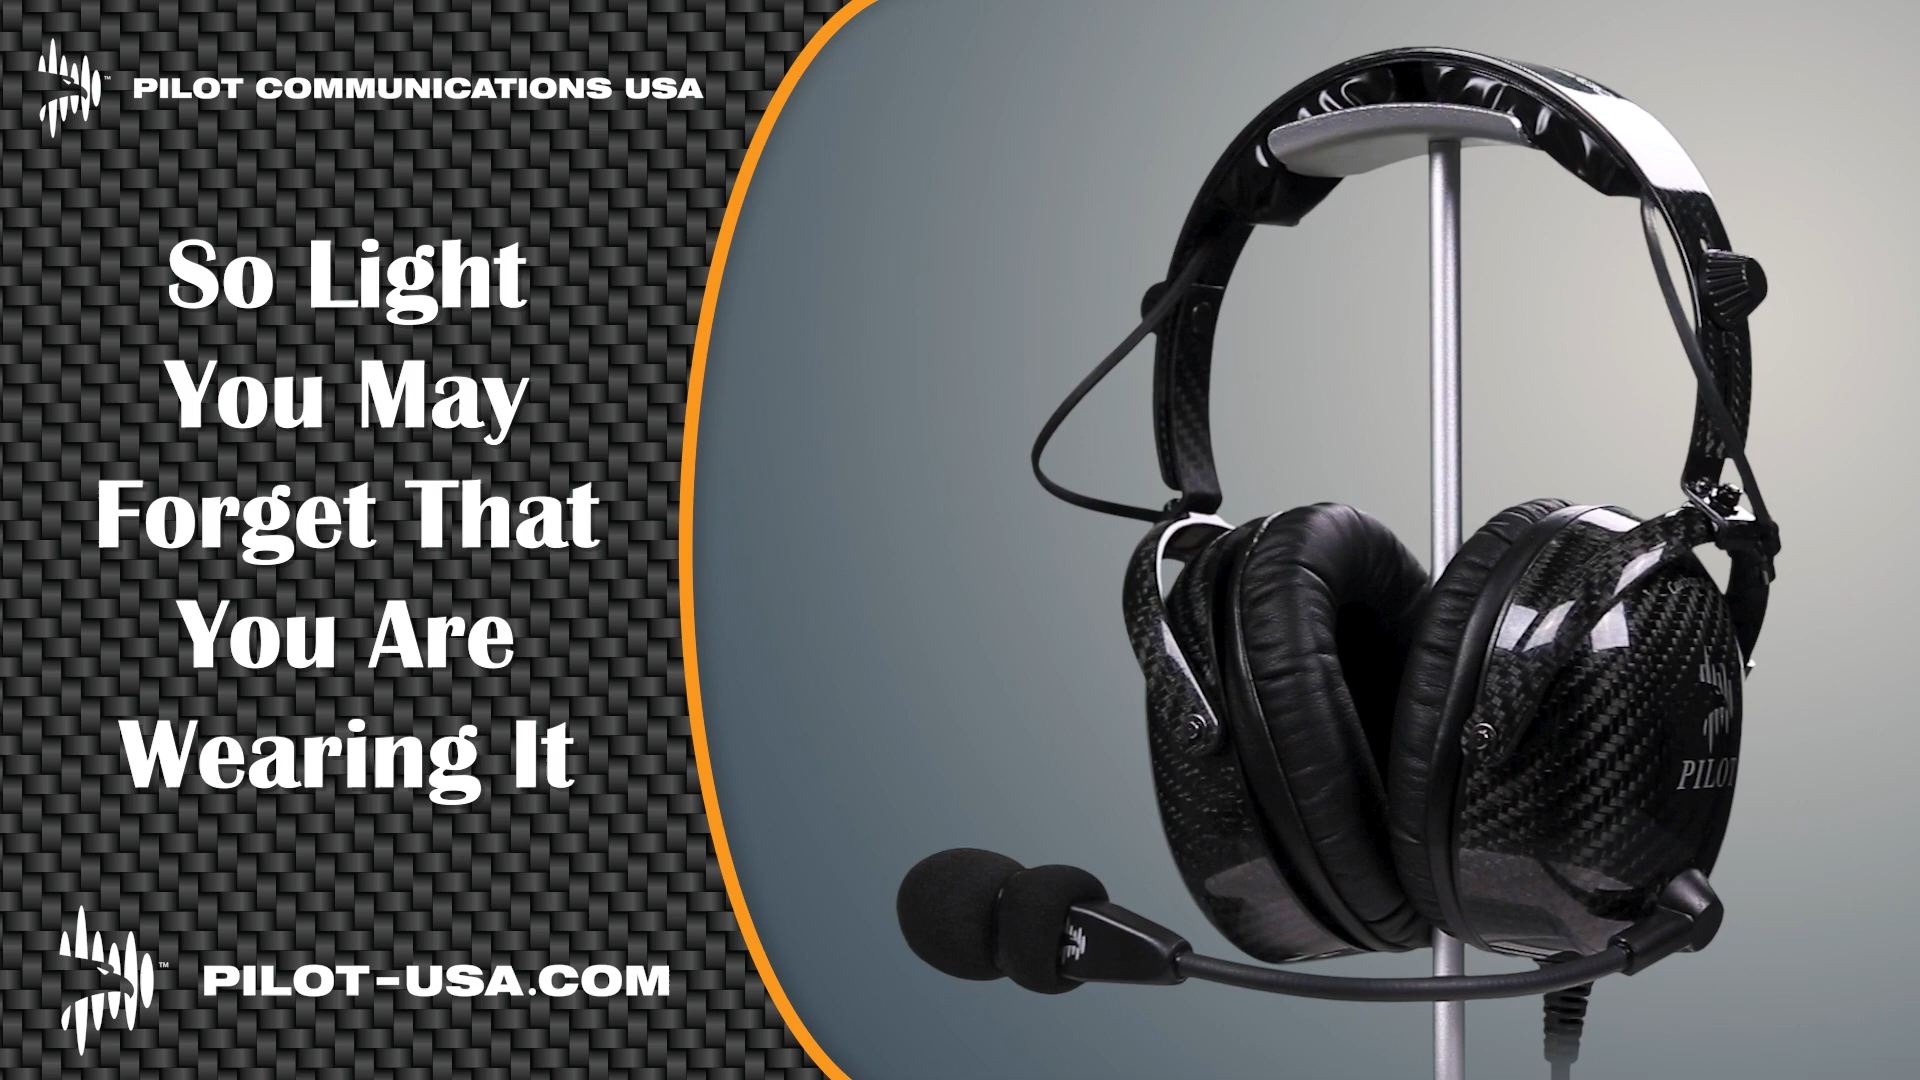 PILOT COMMUNICATIONS USA
So Light
You May
Forget That
You Are
Wearing It
PILOT-USA.COM
PILOT